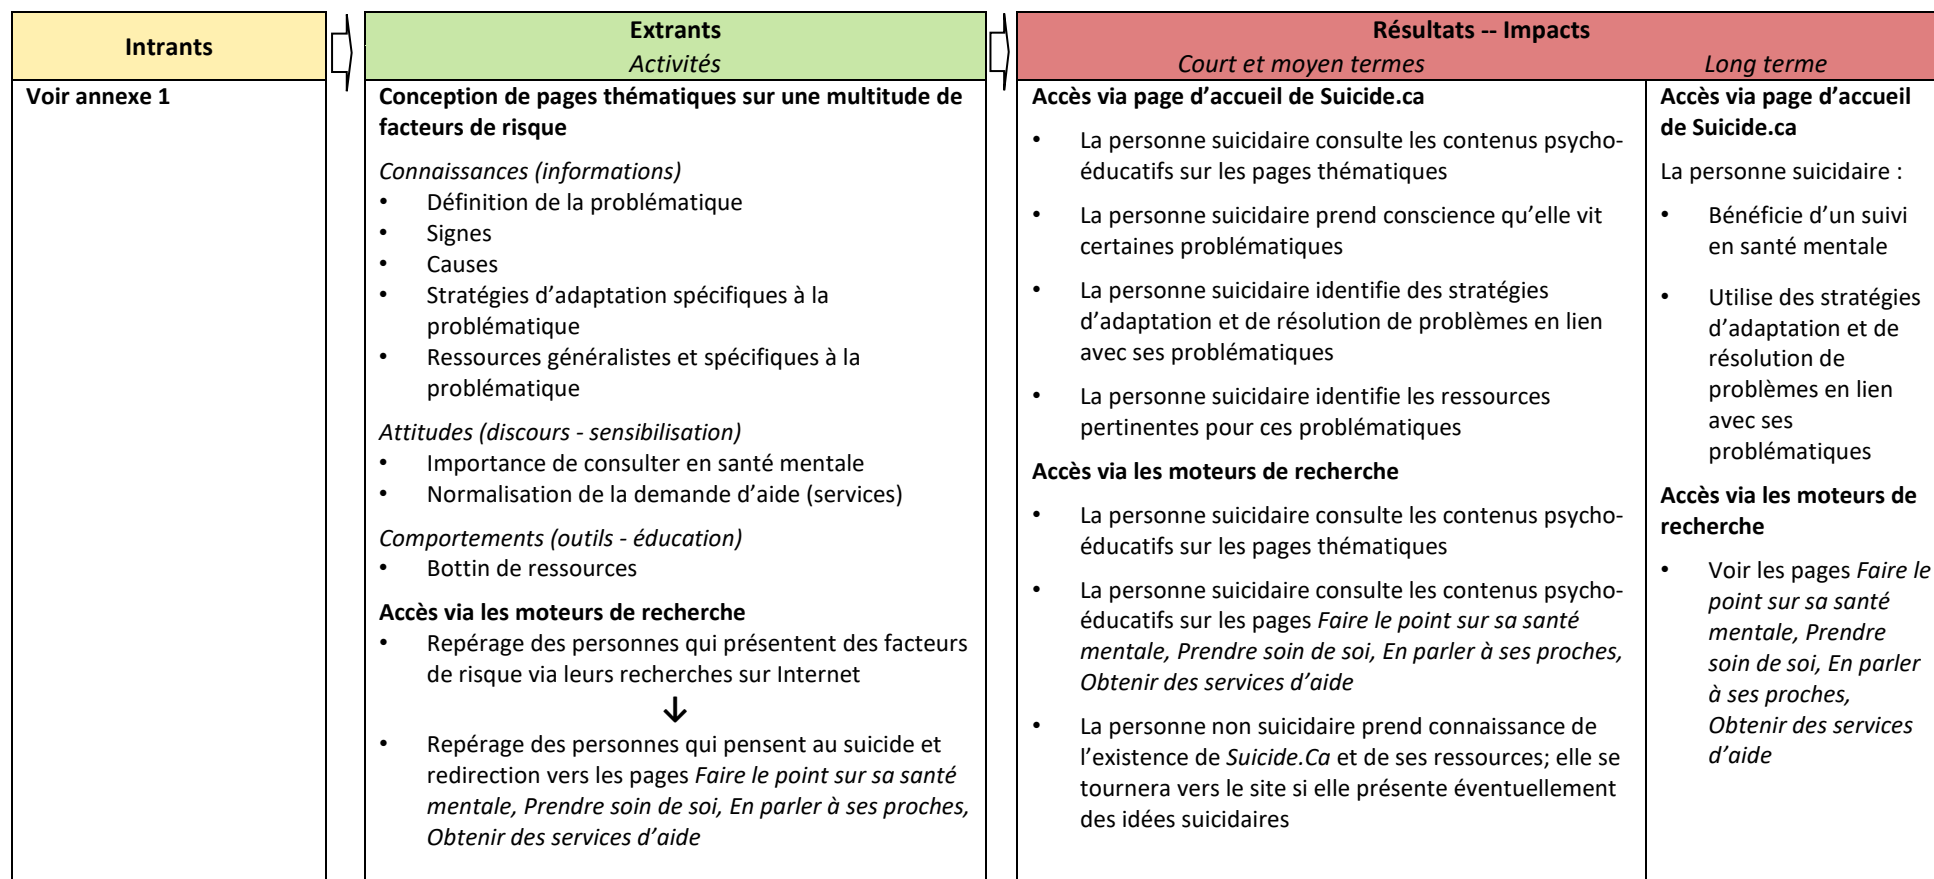 Intrants
Voir annexe 1
Extrants
Activités
Conception de pages thématiques sur une multitude de
facteurs de risque
Connaissances (informations)
• Définition de la problématique
• Signes
• Causes
• Stratégies d’adaptation spécifiques à la
problématique
• Ressources généralistes et spécifiques à la
problématique
Attitudes (discours - sensibilisation)
• Importance de consulter en santé mentale
• Normalisation de la demande d’aide (services)
Comportements (outils - éducation)
• Bottin de ressources
Accès via les moteurs de recherche
• Repérage des personnes qui présentent des facteurs
de risque via leurs recherches sur Internet
↓
• Repérage des personnes qui pensent au suicide et
redirection vers les pages Faire le point sur sa santé
mentale, Prendre soin de soi, En parler à ses proches,
Obtenir des services d’aide
Résultats -- Impacts
Court et moyen termes
Accès via page d’accueil de Suicide.ca
• La personne suicidaire consulte les contenus psycho-
éducatifs sur les pages thématiques
• La personne suicidaire prend conscience qu’elle vit
certaines problématiques
• La personne suicidaire identifie des stratégies
d’adaptation et de résolution de problèmes en lien
avec ses problématiques
• La personne suicidaire identifie les ressources
pertinentes pour ces problématiques
Accès via les moteurs de recherche
• La personne suicidaire consulte les contenus psycho-
éducatifs sur les pages thématiques
• La personne suicidaire consulte les contenus psycho-
éducatifs sur les pages Faire le point sur sa santé
mentale, Prendre soin de soi, En parler à ses proches,
Obtenir des services d’aide
• La personne non suicidaire prend connaissance de
l’existence de Suicide.Ca et de ses ressources; elle se
tournera vers le site si elle présente éventuellement
des idées suicidaires
Long terme
Accès via page d’accueil
de Suicide.ca
La personne suicidaire :
• Bénéficie d’un suivi
en santé mentale
• Utilise des stratégies
d’adaptation et de
résolution de
problèmes en lien
avec ses
problématiques
Accès via les moteurs de
recherche
• Voir les pages Faire le
point sur sa santé
mentale, Prendre
soin de soi, En parler
à ses proches,
Obtenir des services
d’aide